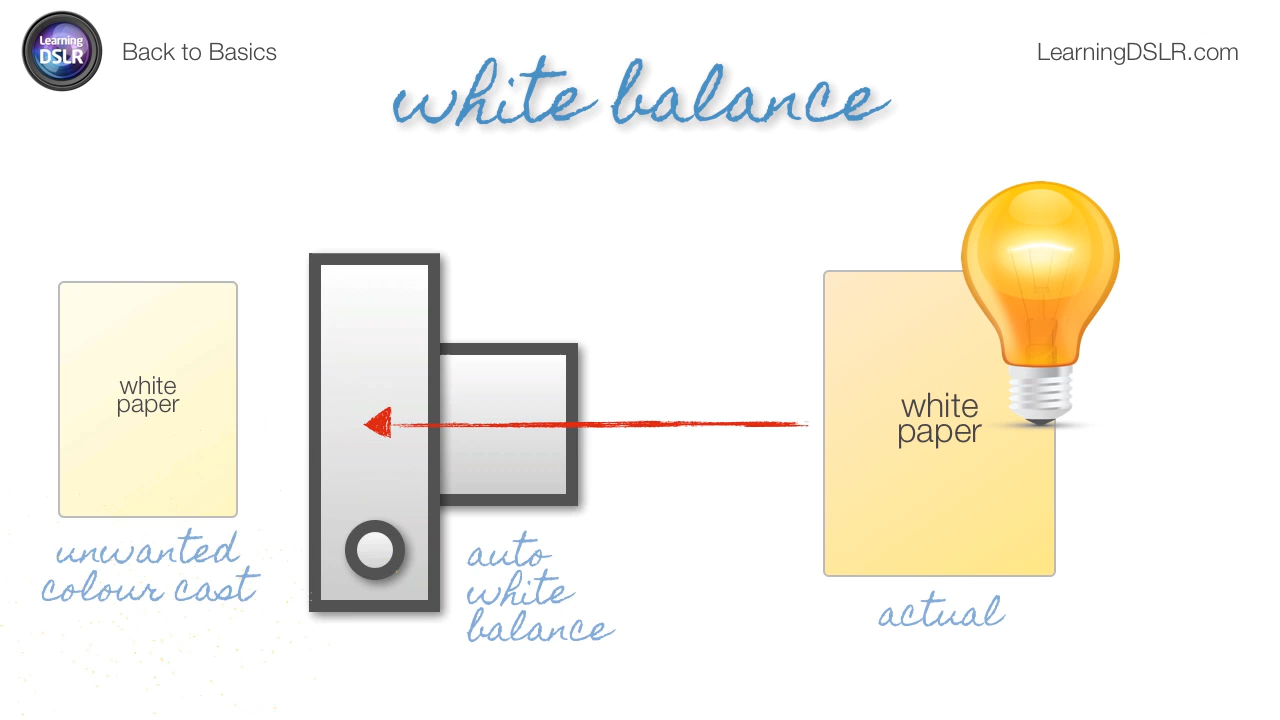 Learning
DSLR
Back to Basics
LearningDSLR.com
white balance
white
paper
unwanted
colour cast
auto
white
balance
white
paper
actual